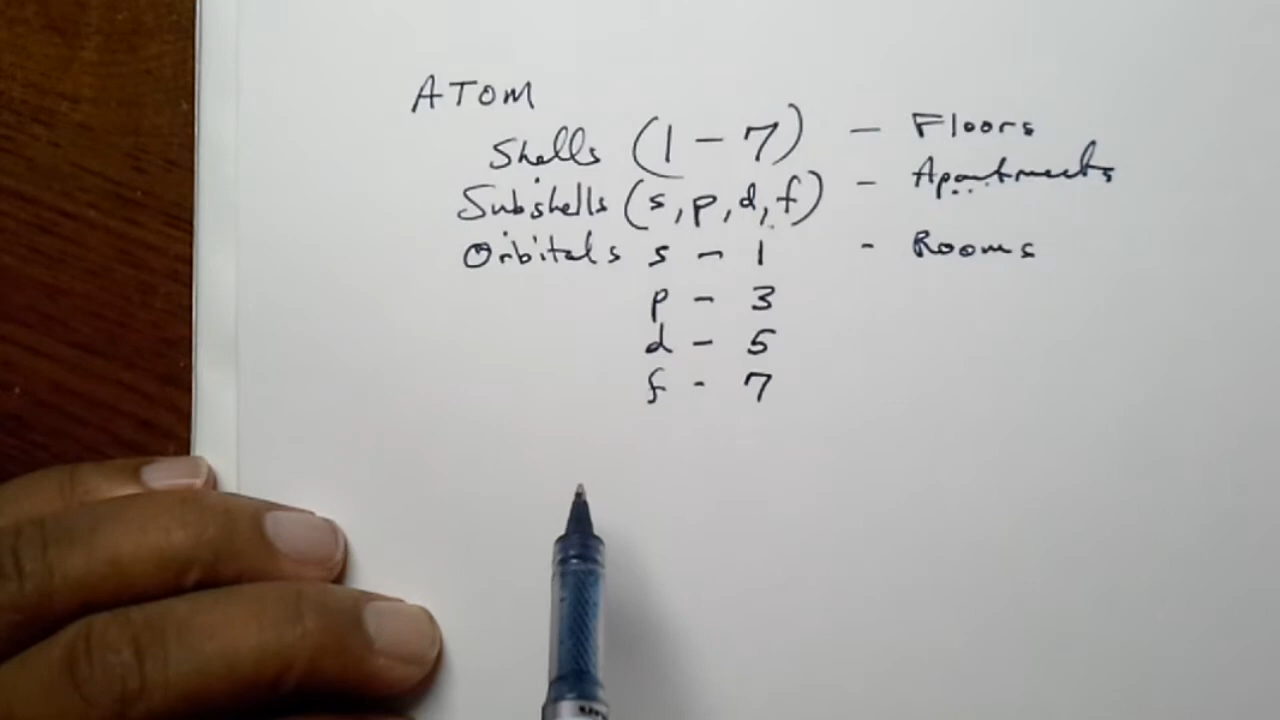 ATOM
Shells (1 - 7) - Floors
Subshells (s, p, d, f) - Apartments
Orbitals s - 1 - Rooms
p - 3
d - 5
f - 7